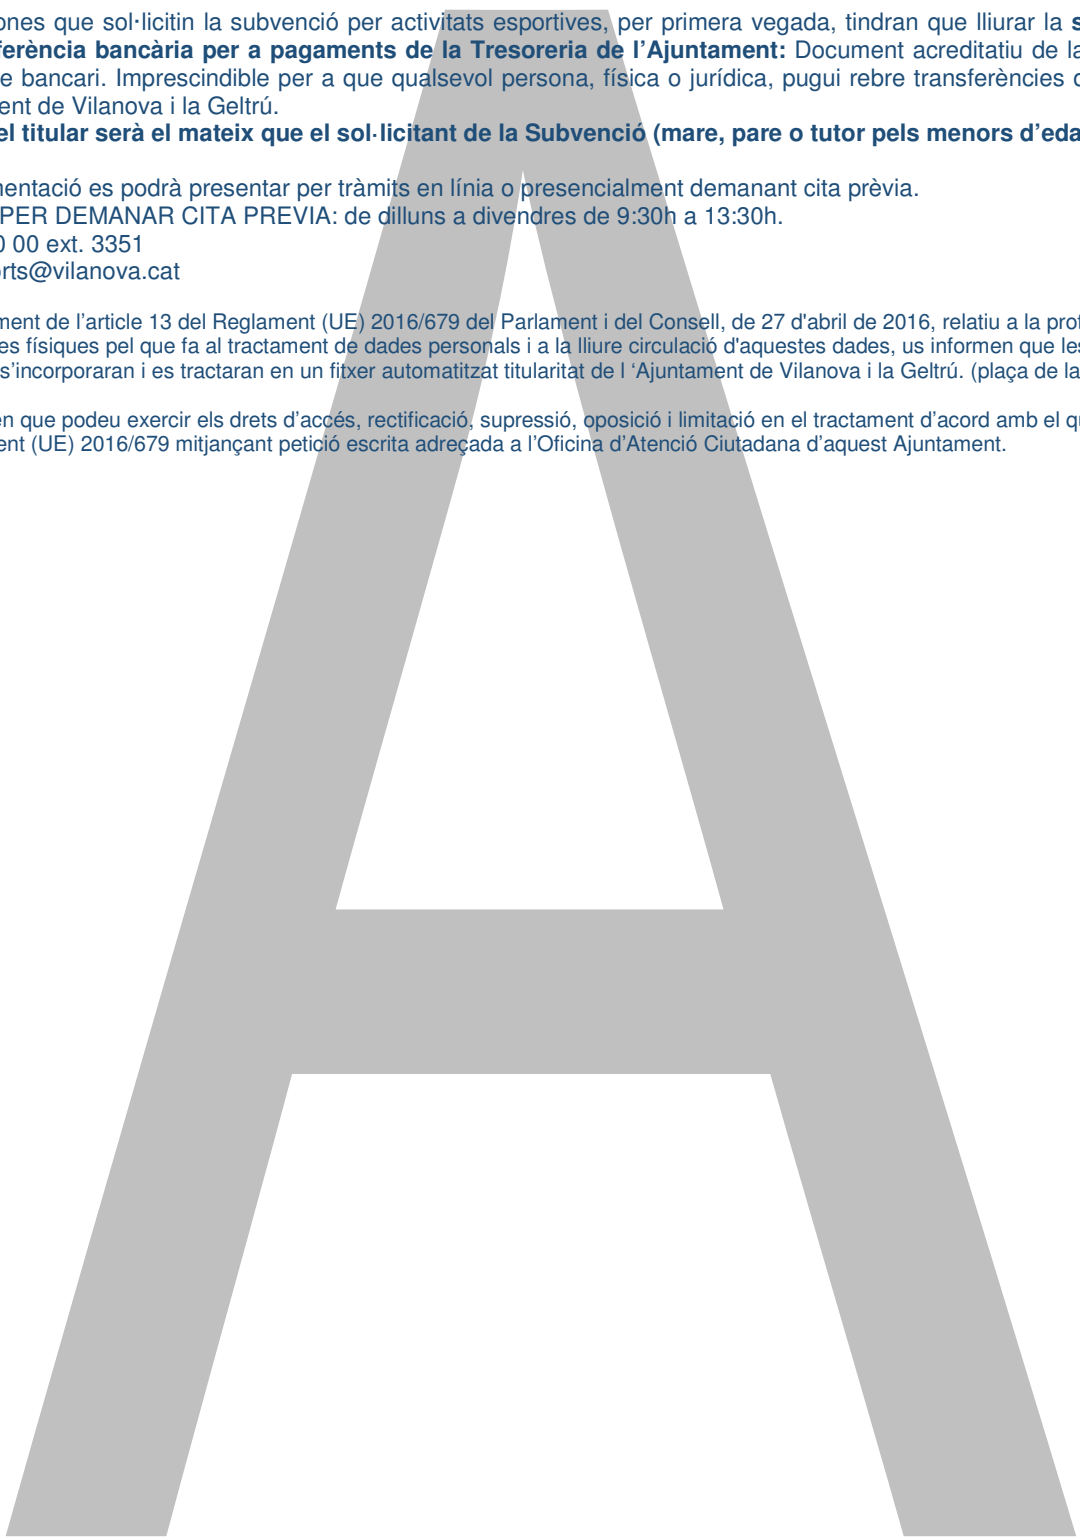 ones que sol·licitin la subvenció per activitats esportives, per primera vegada, tindran que lliurar la s
ferència bancària per a pagaments de la Tresoreria de l’Ajuntament: Document acreditatiu de la
e bancari. Imprescindible per a que qualsevol persona, física o jurídica, pugui rebre transferències
ent de Vilanova i la Geltrú.
el titular serà el mateix que el sol·licitant de la Subvenció (mare, pare o tutor pels menors d’eda
mentació es podrà presentar per tràmits en línia o presencialment demanant cita prèvia.
PER DEMANAR CITA PREVIA: de dilluns a divendres de 9:30h a 13:30h.
0 00 ext. 3351
orts@vilanova.cat
ment de l’article 13 del Reglament (UE) 2016/679 del Parlament i del Consell, de 27 d'abril de 2016, relatiu a la prot
es físiques pel que fa al tractament de dades personals i a la lliure circulació d'aquestes dades, us informen que les
s’incorporaran i es tractaran en un fitxer automatitzat titularitat de l ‘Ajuntament de Vilanova i la Geltrú. (plaça de la
en que podeu exercir els drets d’accés, rectificació, supressió, oposició i limitació en el tractament d’acord amb el qu
ent (UE) 2016/679 mitjançant petició escrita adreçada a l’Oficina d’Atenció Ciutadana d’aquest Ajuntament.
A